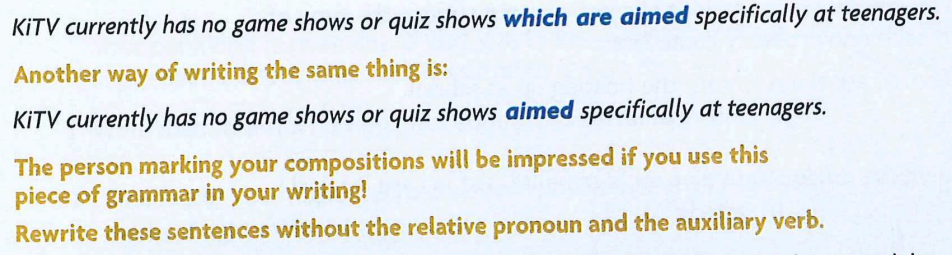 KiTV currently has no game shows or quiz shows which are aimed specifically at teenagers.
Another way of writing the same thing is:
KiTV currently has no game shows or quiz shows aimed specifically at teenagers.
The person marking your compositions will be impressed if you use this
piece of grammar in your writing!
Rewrite these sentences without the relative pronoun and the auxiliary verb.